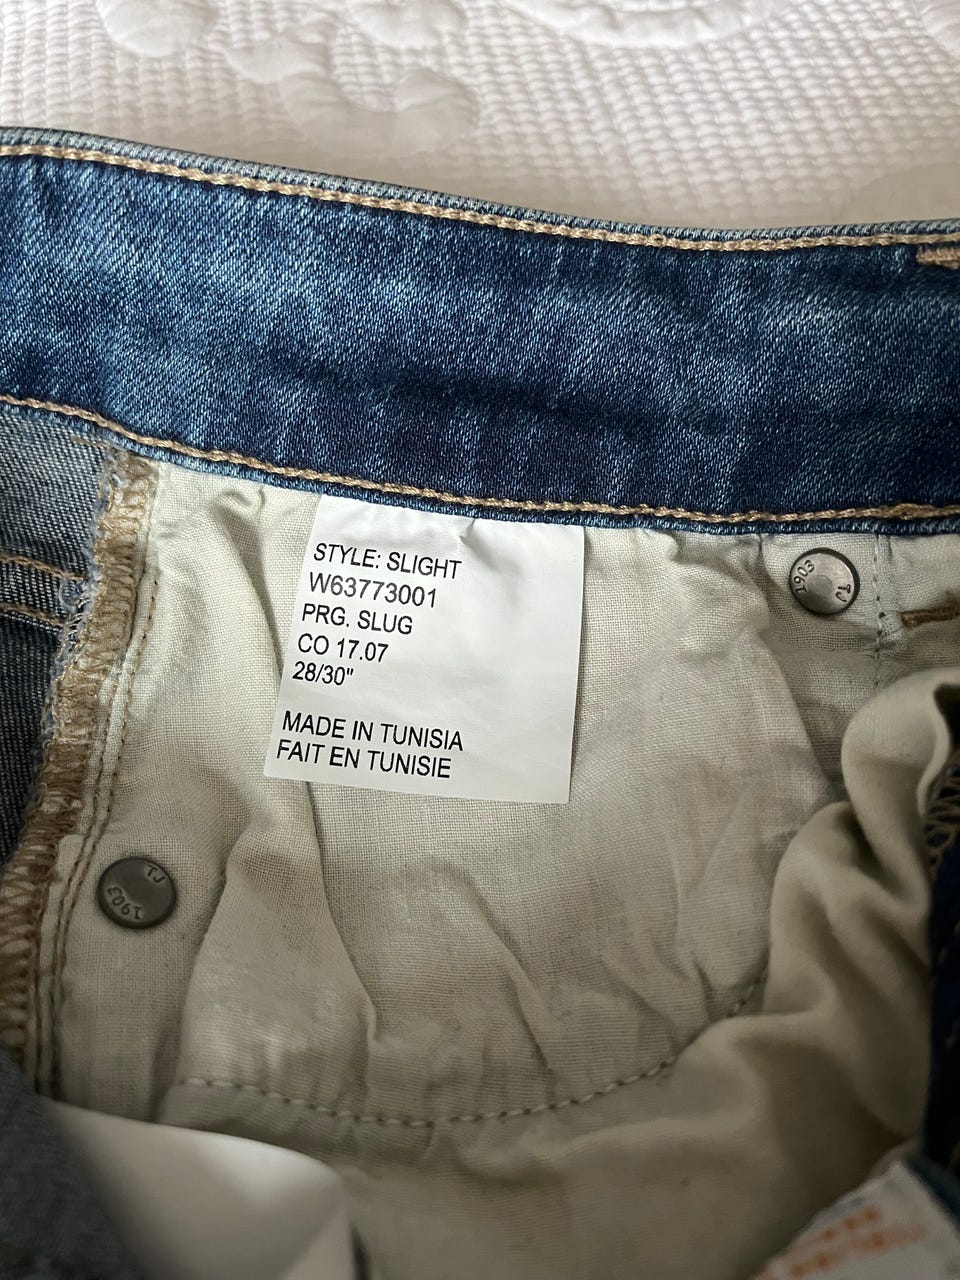 STYLE: SLIGHT
W63773001
PRG. SLUG
CO 17.07
28/30"
MADE IN TUNISIA
FAIT EN TUNISIE
TJ
1903
TJ
1903